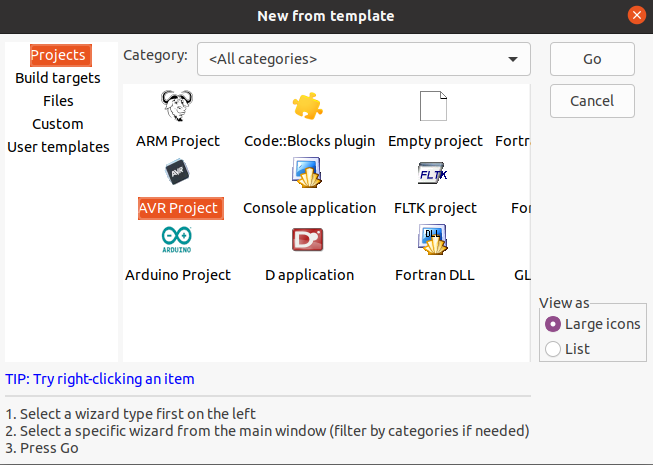 New from template
Projects
Build targets
Files
Custom
User templates
Category: <All categories>
Go
Cancel
ARM Project Code::Blocks plugin Empty project Fortr
AVR
FLTK
AVR Project Console application FLTK project For
ARDUINO
D
DLL
Arduino Project D application Fortran DLL GL
View as
Large icons
List
TIP: Try right-clicking an item
1. Select a wizard type first on the left
2. Select a specific wizard from the main window (filter by categories if needed)
3. Press Go